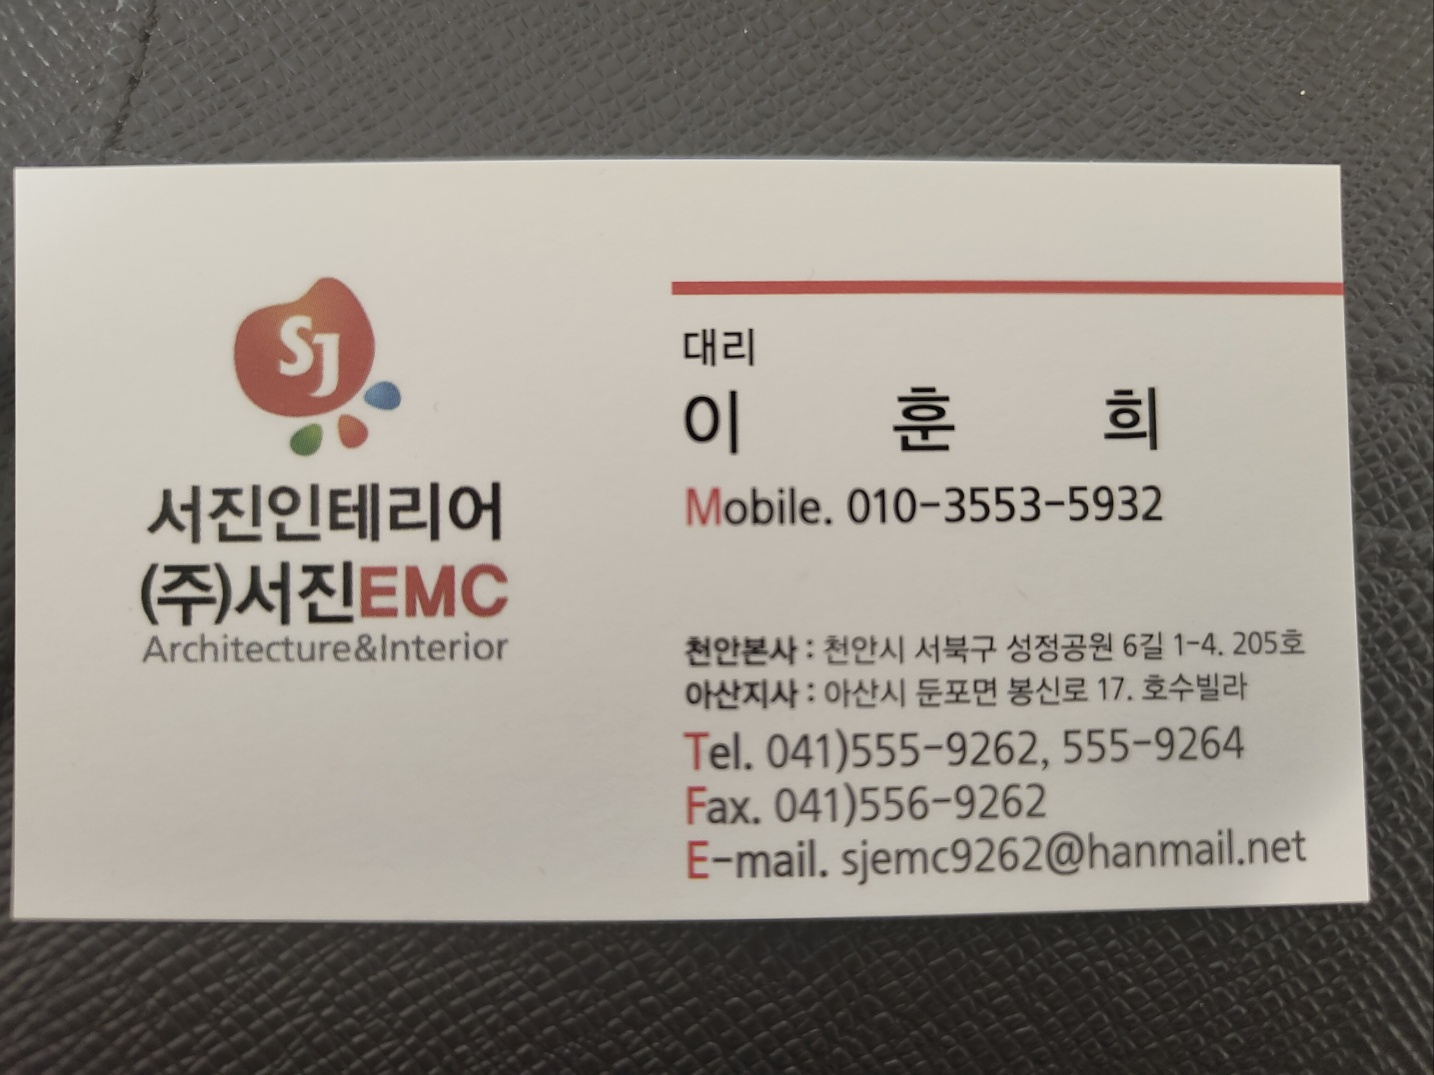 SJ
서진인테리어
(주)서진EMC
Architecture&Interior
대리
이 훈 희
Mobile. 010-3553-5932
천안본사 : 천안시 서북구 성정공원 6길 1-4. 205호
아산지사 : 아산시 둔포면 봉신로 17. 호수빌라
Tel. 041)555-9262, 555-9264
Fax. 041)556-9262
E-mail. sjemc9262@hanmail.net